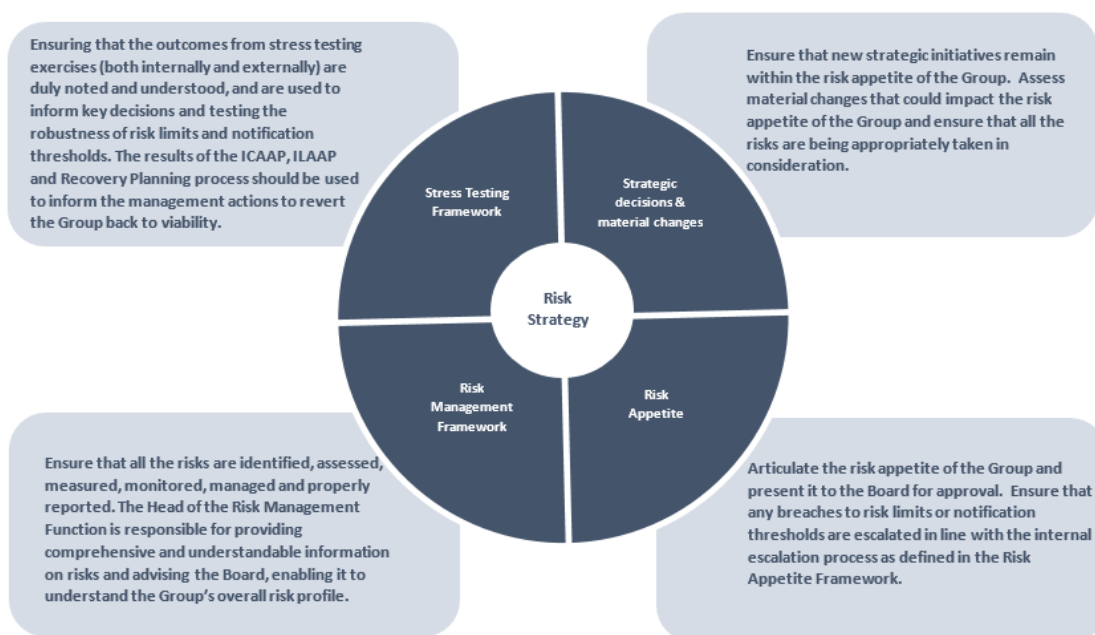 Ensuring that the outcomes from stress testing
exercises (both internally and externally) are
duly noted and understood, and are used to
inform key decisions and testing the
robustness of risk limits and notification
thresholds. The results of the ICAAP, ILAAP
and Recovery Planning process should be used
to inform the management actions to revert
the Group back to viability.
Ensure that new strategic initiatives remain
within the risk appetite of the Group. Assess
material changes that could impact the risk
appetite of the Group and ensure that all the
risks are being appropriately taken in
consideration.
Stress Testing
Framework
Strategic
decisions &
material changes
Risk
Strategy
Risk
Management
Framework
Risk
Appetite
Ensure that all the risks are identified, assessed,
measured, monitored, managed and properly
reported. The Head of the Risk Management
Function is responsible for providing
comprehensive and understandable information
on risks and advising the Board, enabling it to
understand the Group's overall risk profile.
Articulate the risk appetite of the Group and
present it to the Board for approval. Ensure that
any breaches to risk limits or notification
thresholds are escalated in line with the internal
escalation process as defined in the Risk
Appetite Framework.